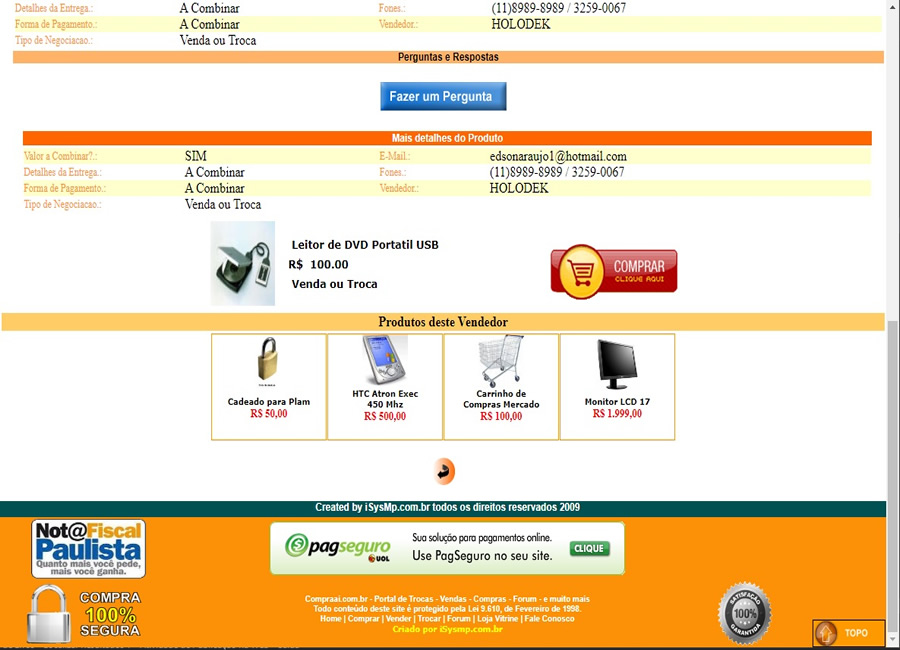 Detalhes da Entrega.: A Combinar Fones.: (11)8989-8989 / 3259-0067
Forma de Pagamento.: A Combinar Vendedor.: HOLODEK
Tipo de Negociacao.: Venda ou Troca
Perguntas e Respostas
Fazer um Pergunta
Mais detalhes do Produto
Valor a Combinar?.: SIM E-Mail.: edsonaraujo1@hotmail.com
Detalhes da Entrega.: A Combinar Fones.: (11)8989-8989 / 3259-0067
Forma de Pagamento.: A Combinar Vendedor.: HOLODEK
Tipo de Negociacao.: Venda ou Troca
Leitor de DVD Portatil USB
R$ 100.00
Venda ou Troca
COMPRAR
CLIQUE AQUI
Produtos deste Vendedor
Cadeado para Plam
R$ 50,00
HTC Atron Exec
450 Mhz
R$ 500,00
Carrinho de
Compras Mercado
R$ 100,00
Monitor LCD 17
R$ 1.999,00
Created by iSysMp.com.br todos os direitos reservados 2009
Not@Fiscal
Paulista
Quanto mais você pede,
mais você ganha.
pagseguro
UOL
Sua solução para pagamentos online.
Use PagSeguro no seu site.
CLIQUE
COMPRA
100%
SEGURA
Compraai.com.br - Portal de Trocas - Vendas - Compras - Forum - e muito mais
Todo conteúdo deste site é protegido pela Lei 9.610, de Fevereiro de 1998.
Home | Comprar | Vender | Trocar | Forum | Loja Vitrine | Fale Conosco
Criado por iSysmp.com.br
SATISFAÇÃO
100%
GARANTIDA
TOPO